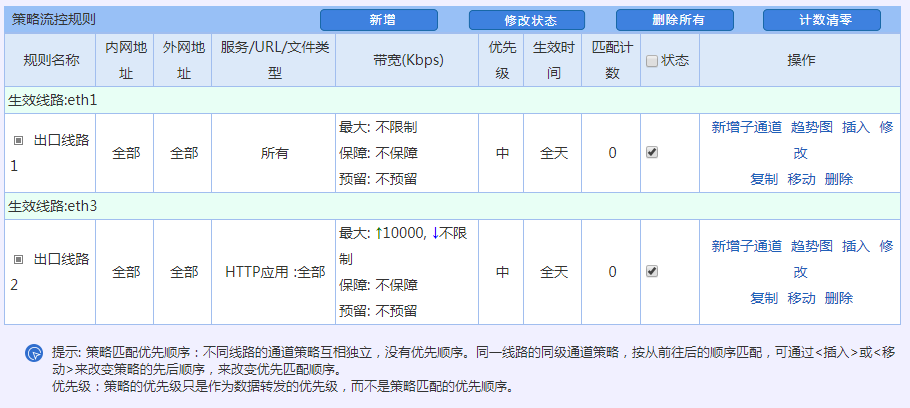 策略流控规则 新增 修改状态 删除所有 计数清零
规则名称 内网地址 外网地址 服务/URL/文件类型 带宽(Kbps) 优先级 生效时间 匹配计数 状态 操作
生效线路:eth1
出口线路1 全部 全部 所有 最大: 不限制 中 全天 0 新增子通道 趋势图 插入 修改
保障: 不保障
预留: 不预留 复制 移动 删除
生效线路:eth3
出口线路2 全部 全部 HTTP应用 :全部 最大: ↑10000, ↓不限制 中 全天 0 新增子通道 趋势图 插入 修改
保障: 不保障 复制 移动 删除
预留: 不预留
提示: 策略匹配优先顺序：不同线路的通道策略互相独立，没有优先顺序。同一线路的同级通道策略，按从前往后的顺序匹配，可通过<插入>或<移
动>来改变策略的先后顺序，来改变优先匹配顺序。
优先级：策略的优先级只是作为数据转发的优先级，而不是策略匹配的优先顺序。